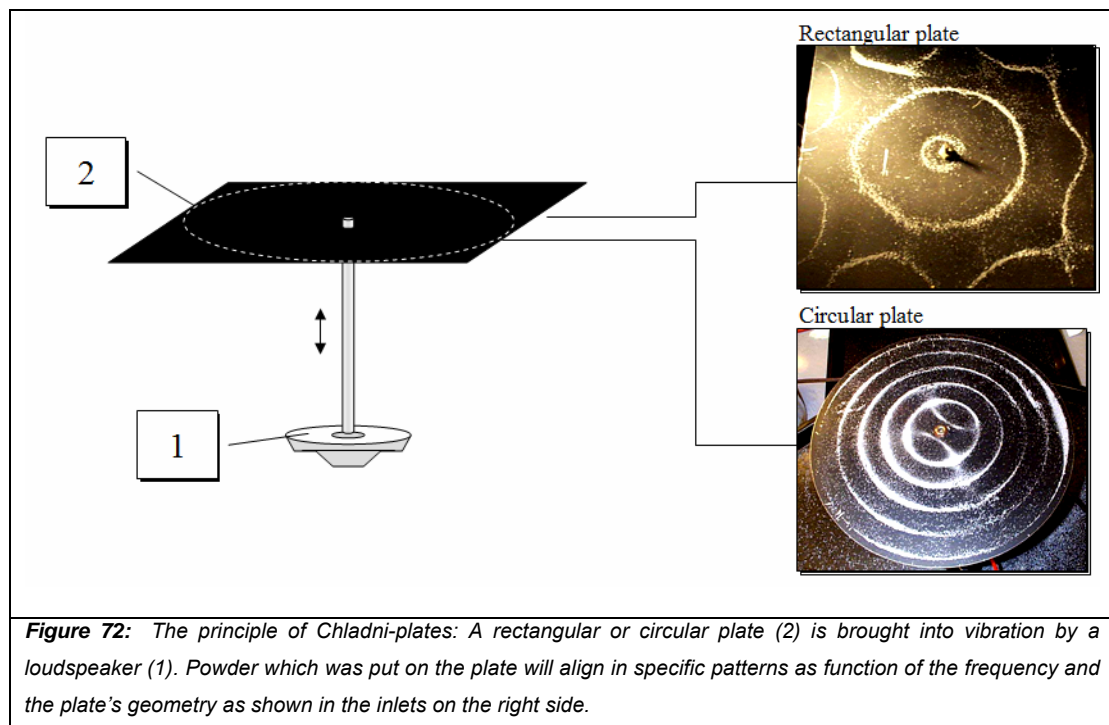 Rectangular plate
2
Circular plate
1
Figure 72: The principle of Chladni-plates: A rectangular or circular plate (2) is brought into vibration by a
loudspeaker (1). Powder which was put on the plate will align in specific patterns as function of the frequency and
the plate's geometry as shown in the inlets on the right side.